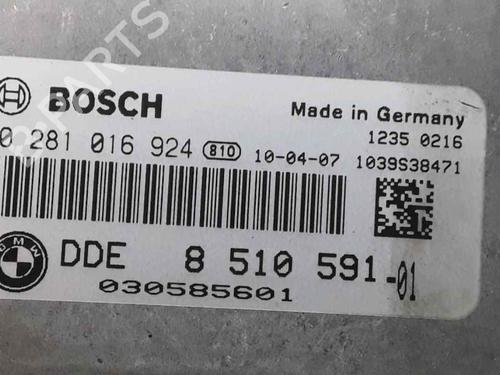 BOSCH
Made in Germany
1235 0216
0 281 016 924 810 10-04-07 1039S38471
BMW
DDE 8 510 591-01
030585601